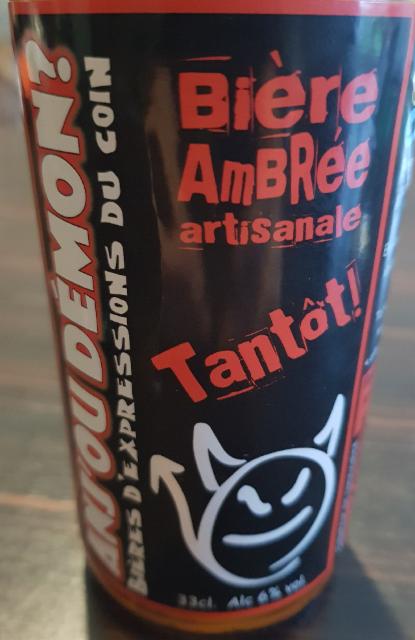 ANJOU DÉMON?
BIÈRES D'EXPRESSIONS DU COIN
Bière
AmBRée
artisanale
Tantôt!
33cl. Alc 6% vol